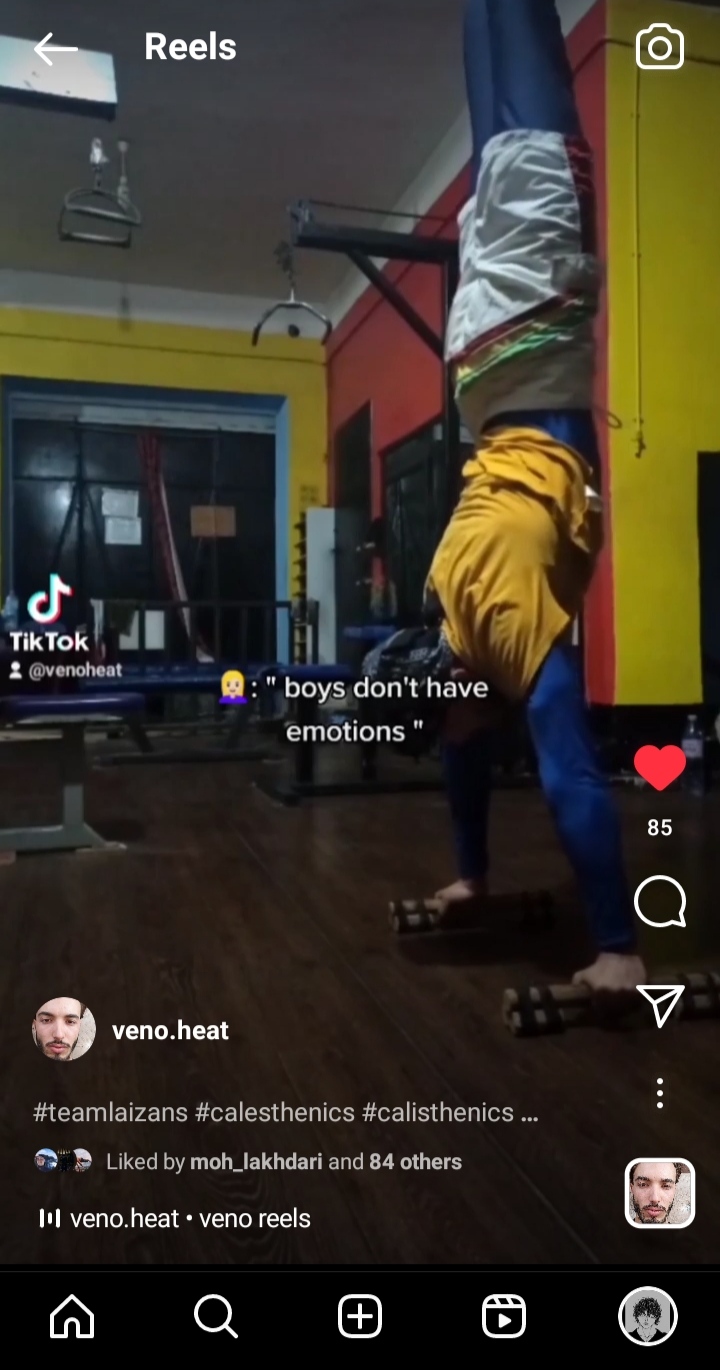 Reels
TikTok
@venoheat
: " boys don't have
emotions "
85
veno.heat
#teamlaizans #calesthenics #calisthenics ...
Liked by moh_lakhdari and 84 others
veno.heat • veno reels